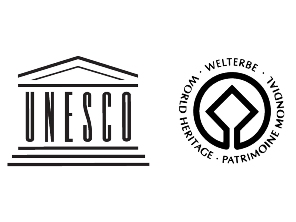 UNESCO
· WELTERBE · WORLD HERITAGE · PATRIMOINE MONDIAL